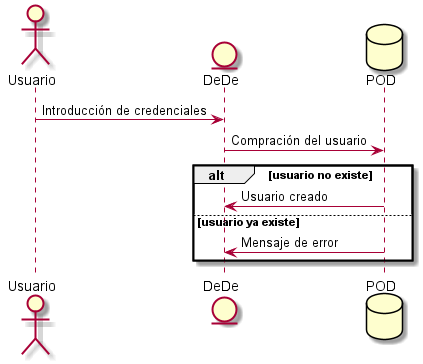 Usuario
DeDe
POD
Introducción de credenciales
Compración del usuario
alt
[usuario no existe]
Usuario creado
[usuario ya existe]
Mensaje de error
Usuario
DeDe
POD